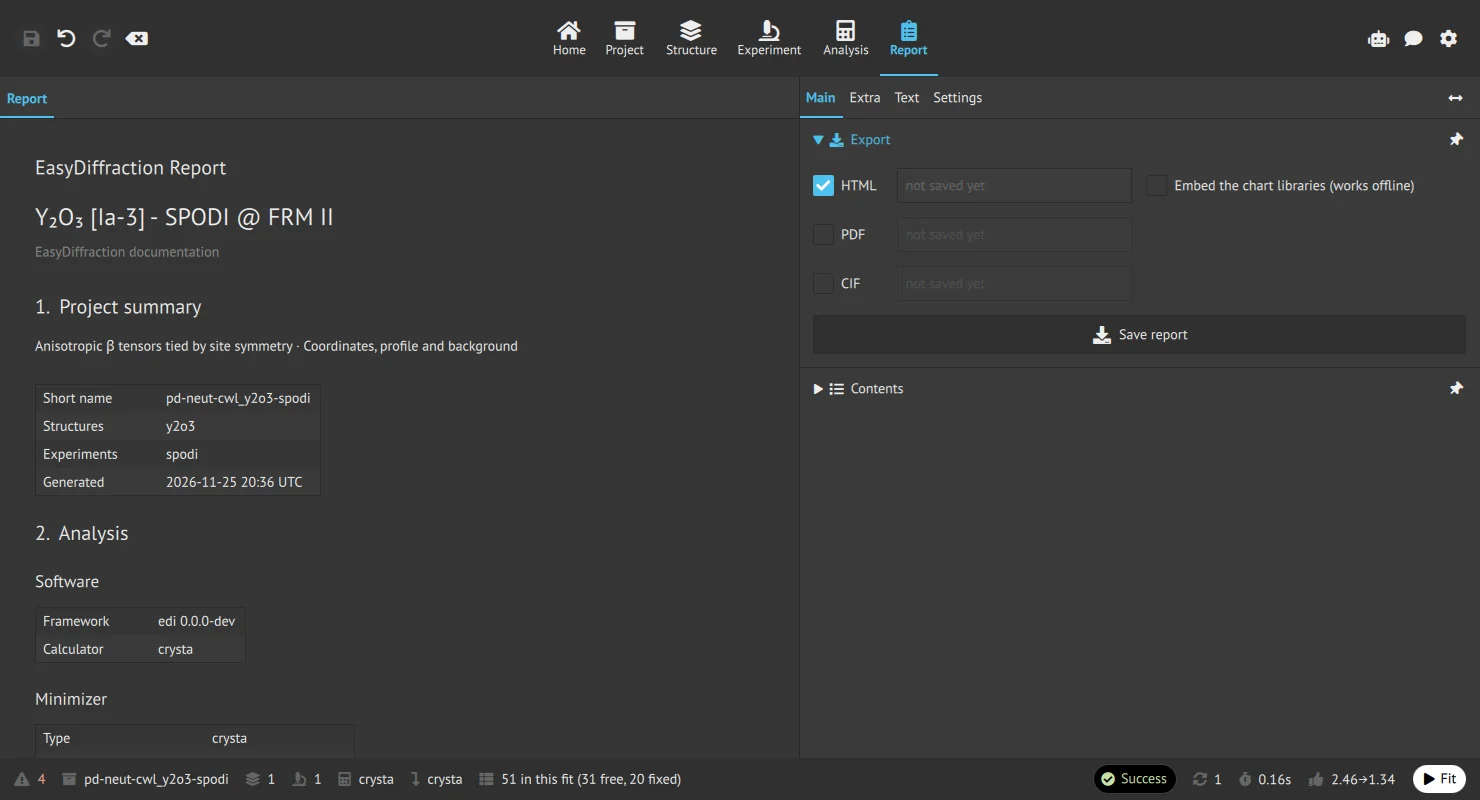 Home
Project
Structure
Experiment
Analysis
Report
Report
Main Extra Text Settings
EasyDiffraction Report
Y₂O₃ [Ia-3] - SPODI @ FRM II
EasyDiffraction documentation
1. Project summary
Anisotropic β tensors tied by site symmetry · Coordinates, profile and background
Short name pd-neut-cwl_y2o3-spodi
Structures y2o3
Experiments spodi
Generated 2026-11-25 20:36 UTC
2. Analysis
Software
Framework edi 0.0.0-dev
Calculator crysta
Minimizer
Type crysta
Export
HTML not saved yet Embed the chart libraries (works offline)
PDF not saved yet
CIF not saved yet
Save report
Contents
4 pd-neut-cwl_y2o3-spodi 1 1 crysta crysta 51 in this fit (31 free, 20 fixed) Success 1 0.16s 2.46→1.34 Fit